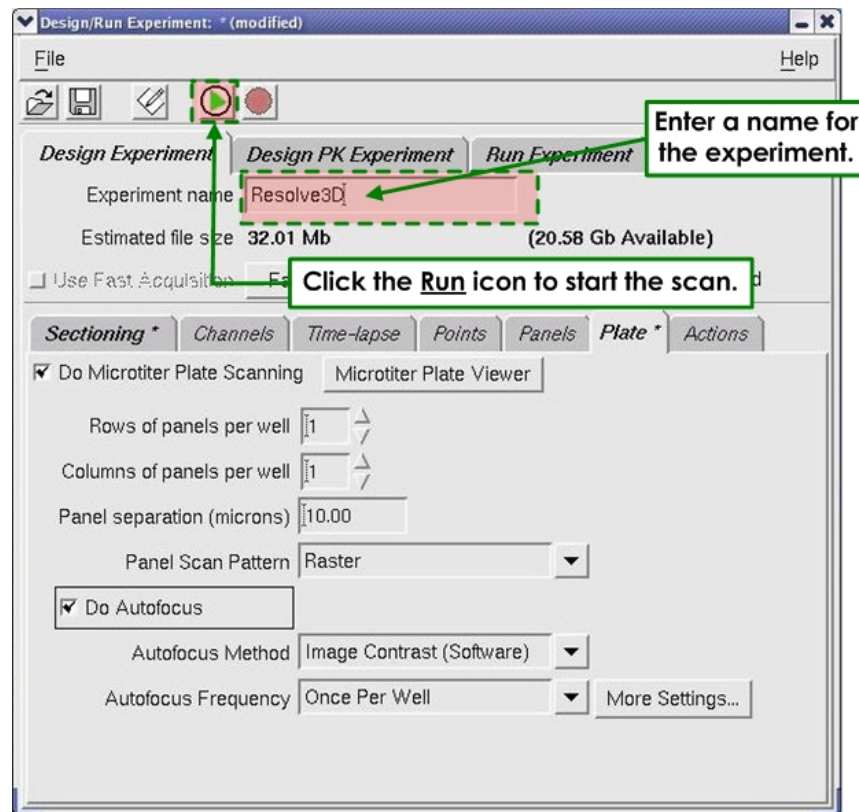 Design/Run Experiment: * (modified)
File Help
Enter a name for
the experiment.
Design Experiment Design PK Experiment Run Experiment
Experiment name Resolve3D
Estimated file size 32.01 Mb (20.58 Gb Available)
Use Fast Acquisition
Click the Run icon to start the scan.
Sectioning * Channels Time-lapse Points Panels Plate * Actions
Do Microtiter Plate Scanning Microtiter Plate Viewer
Rows of panels per well 1
Columns of panels per well 1
Panel separation (microns) 10.00
Panel Scan Pattern Raster
Do Autofocus
Autofocus Method Image Contrast (Software)
Autofocus Frequency Once Per Well More Settings...